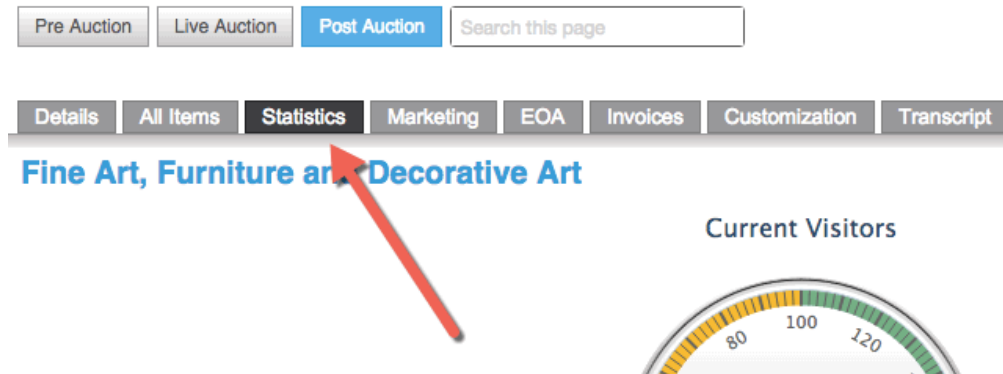 Pre Auction Live Auction Post Auction Search this page
Details All Items Statistics Marketing EOA Invoices Customization Transcript
Fine Art, Furniture Decorative Art
Current Visitors
80 100 120